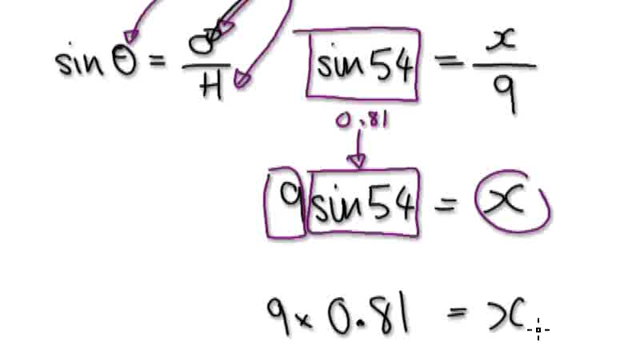 sin θ = O/H
sin 54 = x/9
0.81
9 sin 54 = x
9 x 0.81 = x